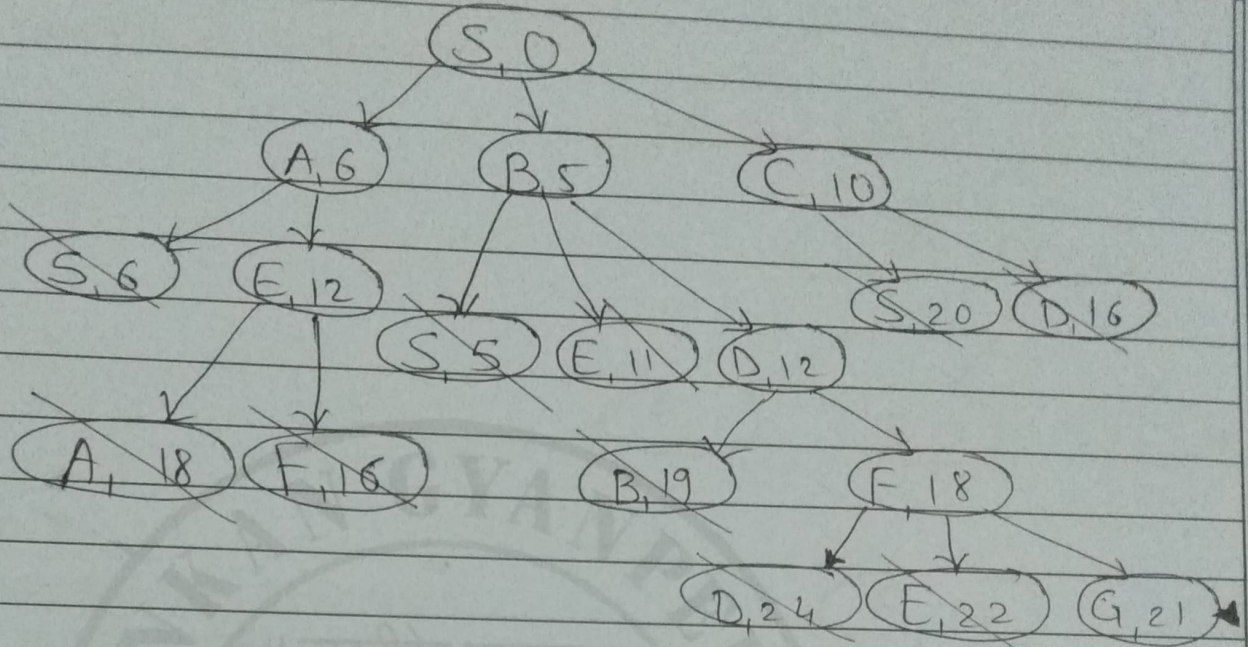 S, 0
A, 6
B, 5
C, 10
S, 6
E, 12
S, 5
E, 11
D, 12
S, 20
D, 16
A, 18
F, 16
B, 19
F, 18
D, 24
E, 22
G, 21